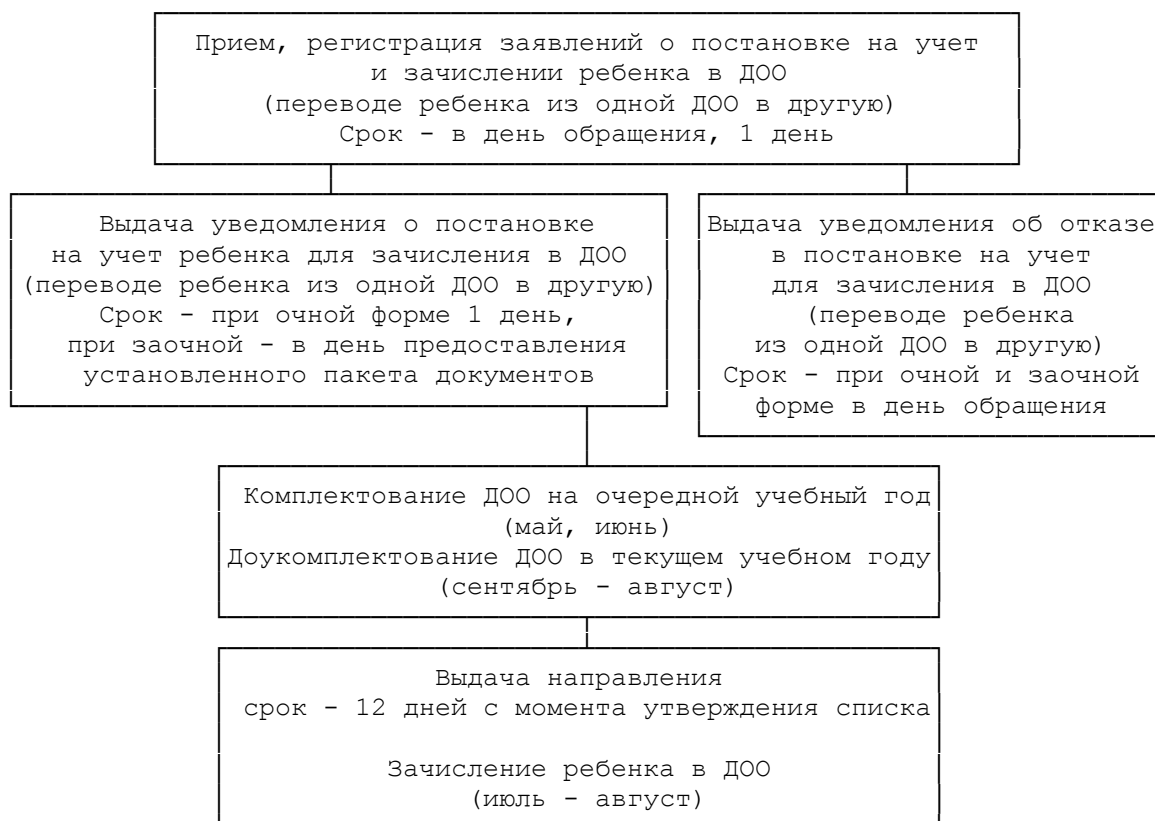 Прием, регистрация заявлений о постановке на учет
и зачислении ребенка в ДОО
(переводе ребенка из одной ДОО в другую)
Срок - в день обращения, 1 день
Выдача уведомления о постановке
на учет ребенка для зачисления в ДОО
(переводе ребенка из одной ДОО в другую)
Срок - при очной форме 1 день,
при заочной - в день предоставления
установленного пакета документов
Выдача уведомления об отказе
в постановке на учет
для зачисления в ДОО
(переводе ребенка
из одной ДОО в другую)
Срок - при очной и заочной
форме в день обращения
Комплектование ДОО на очередной учебный год
(май, июнь)
Доукомплектование ДОО в текущем учебном году
(сентябрь - август)
Выдача направления
срок - 12 дней с момента утверждения списка
Зачисление ребенка в ДОО
(июль - август)